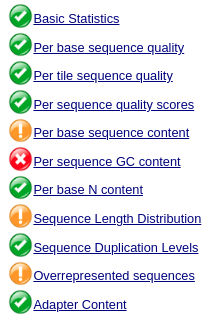 Basic Statistics
Per base sequence quality
Per tile sequence quality
Per sequence quality scores
Per base sequence content
Per sequence GC content
Per base N content
Sequence Length Distribution
Sequence Duplication Levels
Overrepresented sequences
Adapter Content